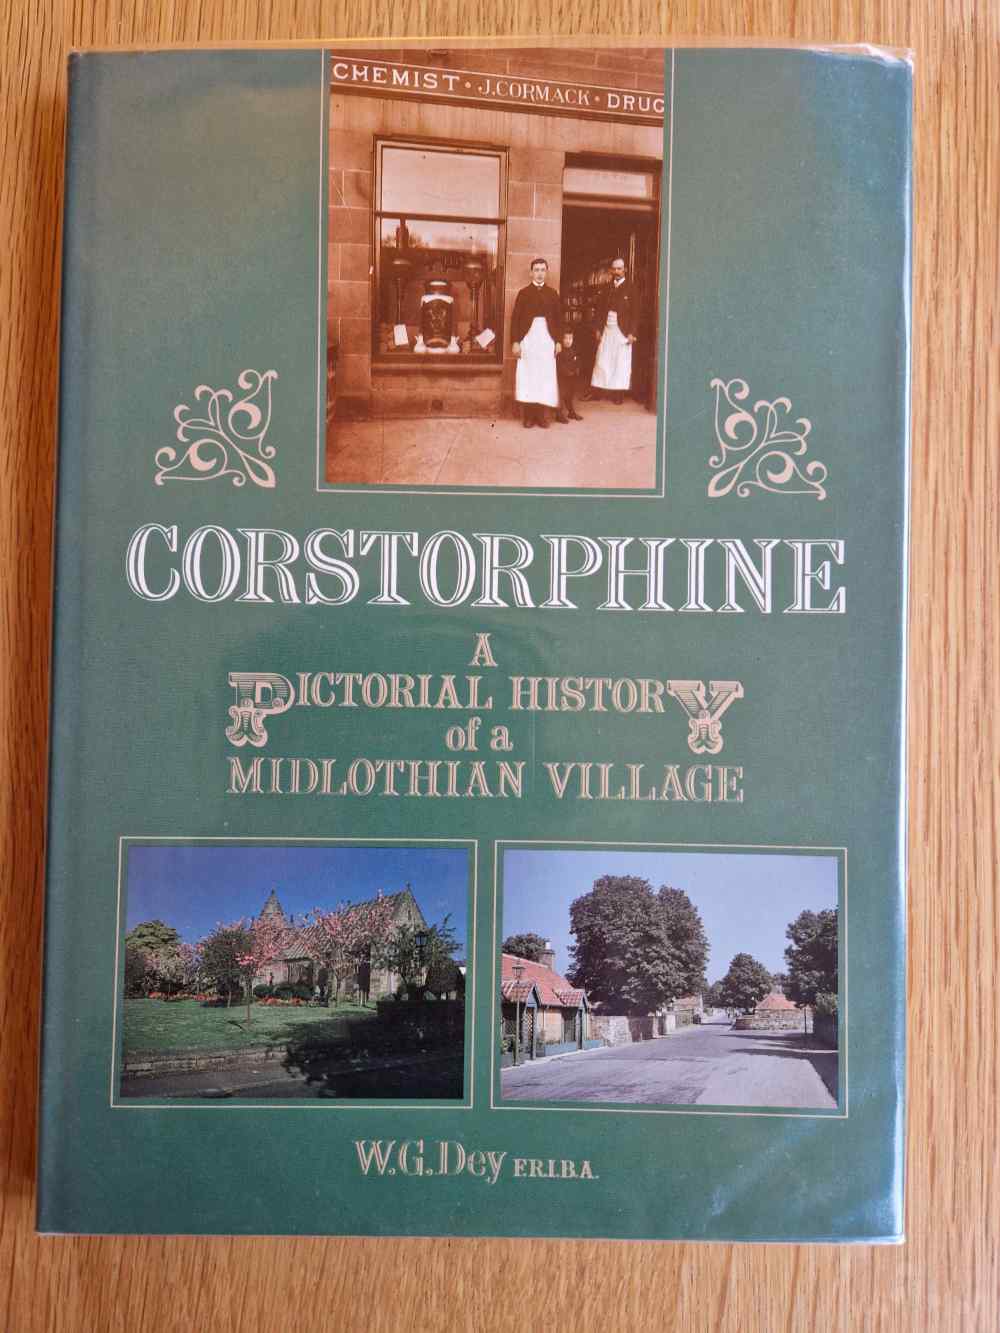 CHEMIST · J. CORMACK · DRUG
CORSTORPHINE
A
PICTORIAL HISTORY
of a
MIDLOTHIAN VILLAGE
W.G. Dey F.R.I.B.A.